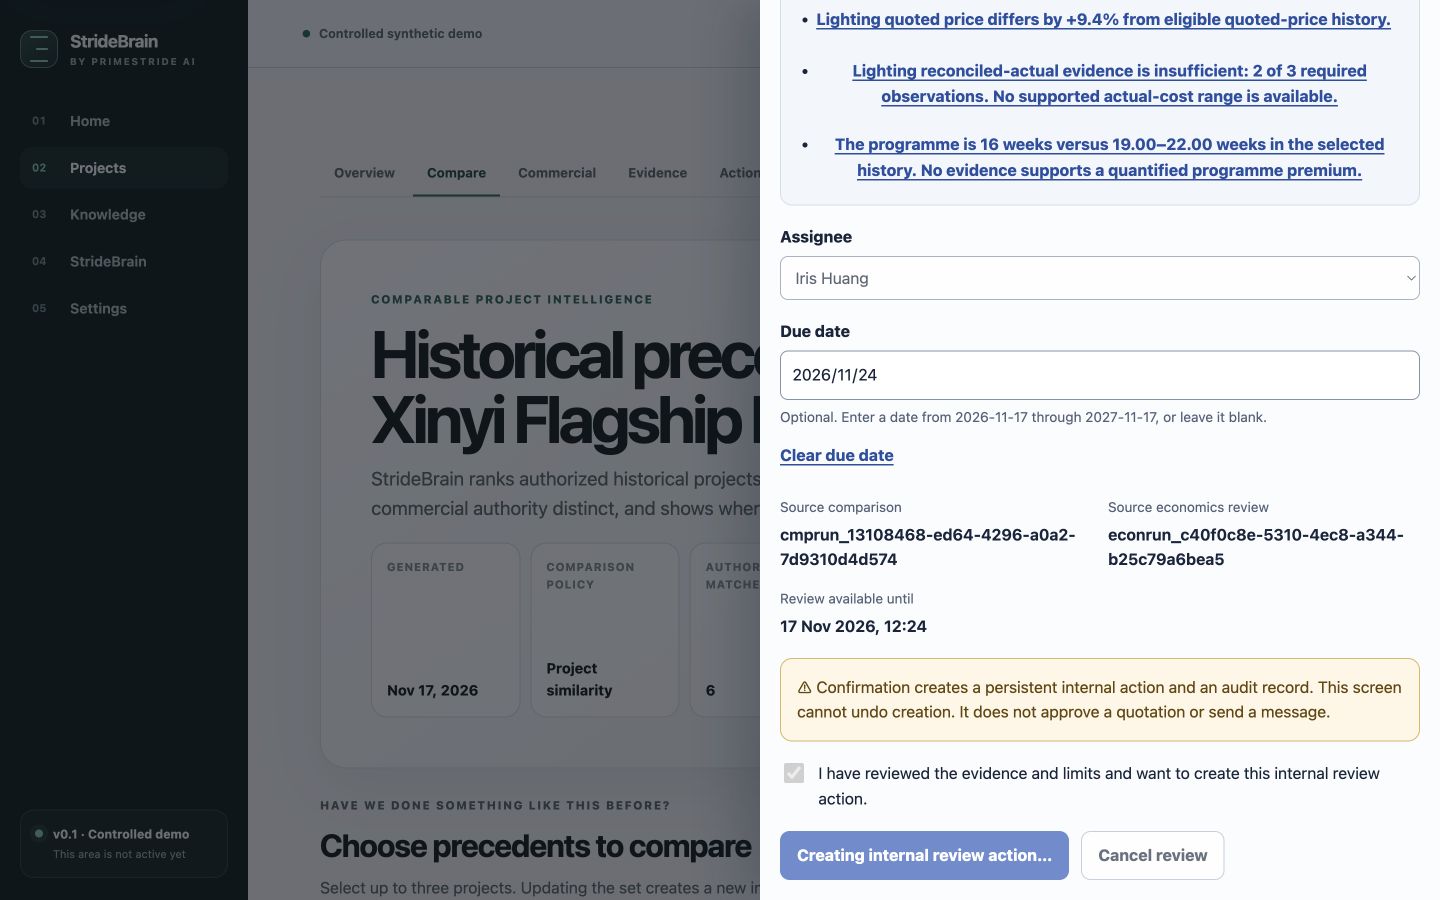 StrideBrain
BY PRIMESTRIDE AI
01 Home
02 Projects
03 Knowledge
04 StrideBrain
05 Settings
v0.1 · Controlled demo
This area is not active yet
Controlled synthetic demo
Overview Compare Commercial Evidence Action
COMPARABLE PROJECT INTELLIGENCE
Historical prec
Xinyi Flagship
StrideBrain ranks authorized historical projects
commercial authority distinct, and shows wher
GENERATED
Nov 17, 2026
COMPARISON
POLICY
Project
similarity
AUTHOR
MATCHE
6
HAVE WE DONE SOMETHING LIKE THIS BEFORE?
Choose precedents to compare
Select up to three projects. Updating the set creates a new i
• Lighting quoted price differs by +9.4% from eligible quoted-price history.
• Lighting reconciled-actual evidence is insufficient: 2 of 3 required
observations. No supported actual-cost range is available.
• The programme is 16 weeks versus 19.00–22.00 weeks in the selected
history. No evidence supports a quantified programme premium.
Assignee
Iris Huang
Due date
2026/11/24
Optional. Enter a date from 2026-11-17 through 2027-11-17, or leave it blank.
Clear due date
Source comparison
cmprun_13108468-ed64-4296-a0a2-
7d9310d4d574
Source economics review
econrun_c40f0c8e-5310-4ec8-a344-
b25c79a6bea5
Review available until
17 Nov 2026, 12:24
⚠ Confirmation creates a persistent internal action and an audit record. This screen
cannot undo creation. It does not approve a quotation or send a message.
I have reviewed the evidence and limits and want to create this internal review
action.
Creating internal review action...
Cancel review